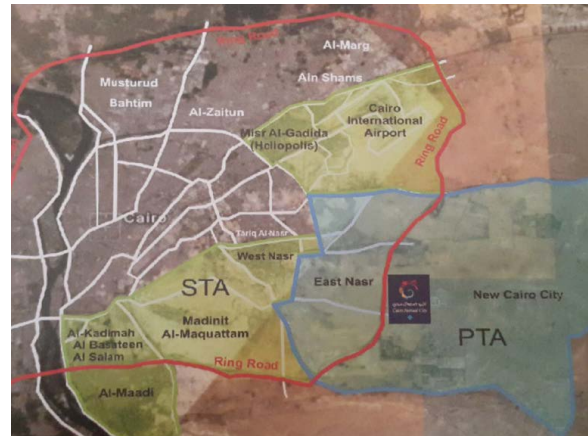 Ring Road
Al-Marg
Ain Shams
Musturud
Bahtim
Al-Zaitun
Cairo
International
Airport
Misr Al-Gadida
(Heliopolis)
Ring Road
Cairo
Tariq Al-Nasr
West Nasr
STA
East Nasr
New Cairo City
Madinit
Al-Maquattam
PTA
Al-Kadimah
Al Basateen
Al Salam
Ring Road
Al-Maadi